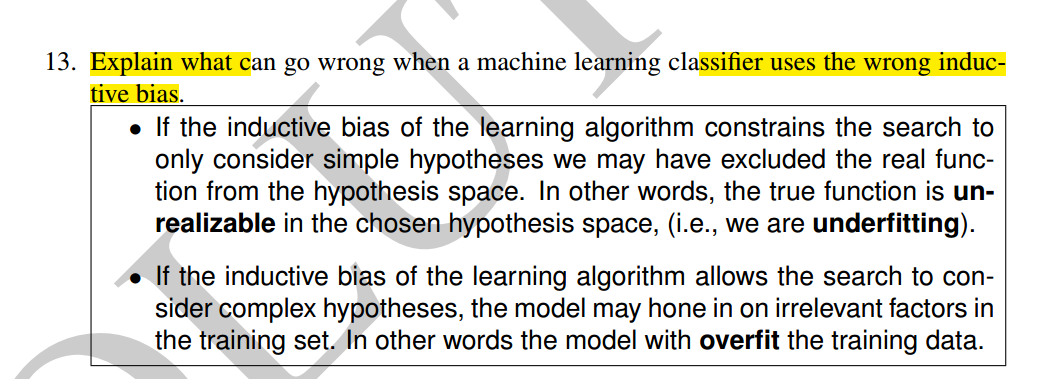 13. Explain what can go wrong when a machine learning classifier uses the wrong induc-
tive bias.
• If the inductive bias of the learning algorithm constrains the search to
only consider simple hypotheses we may have excluded the real func-
tion from the hypothesis space. In other words, the true function is un-
realizable in the chosen hypothesis space, (i.e., we are underfitting).
• If the inductive bias of the learning algorithm allows the search to con-
sider complex hypotheses, the model may hone in on irrelevant factors in
the training set. In other words the model with overfit the training data.